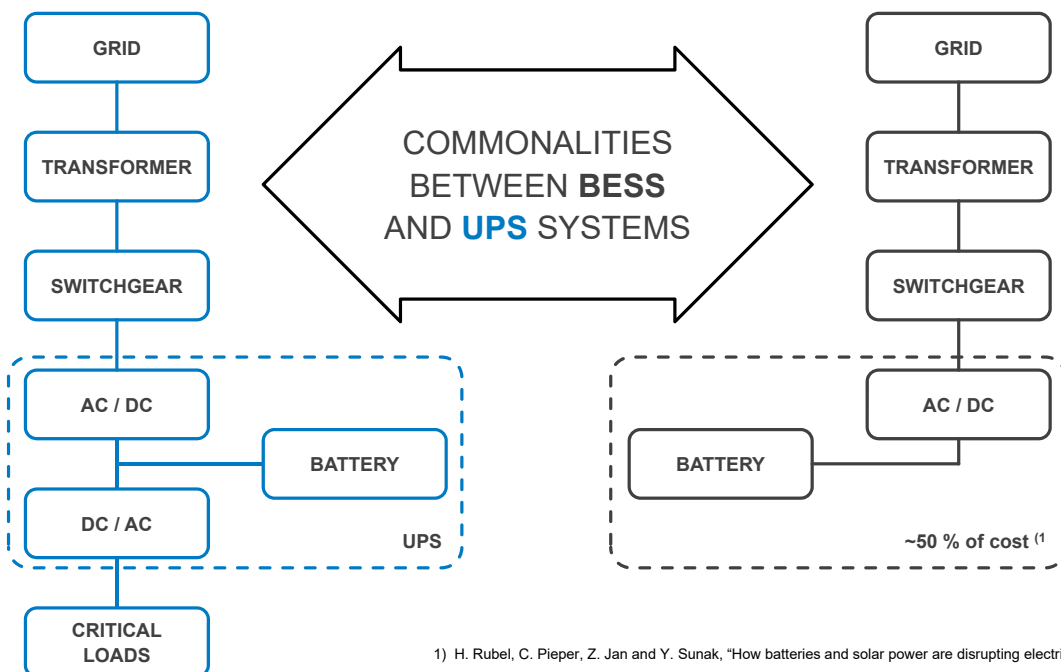 GRID
TRANSFORMER
SWITCHGEAR
AC / DC
BATTERY
DC / AC
UPS
CRITICAL
LOADS
COMMONALITIES
BETWEEN BESS
AND UPS SYSTEMS
GRID
TRANSFORMER
SWITCHGEAR
AC / DC
BATTERY
~50 % of cost (1
1) H. Rubel, C. Pieper, Z. Jan and Y. Sunak, “How batteries and solar power are disrupting electri